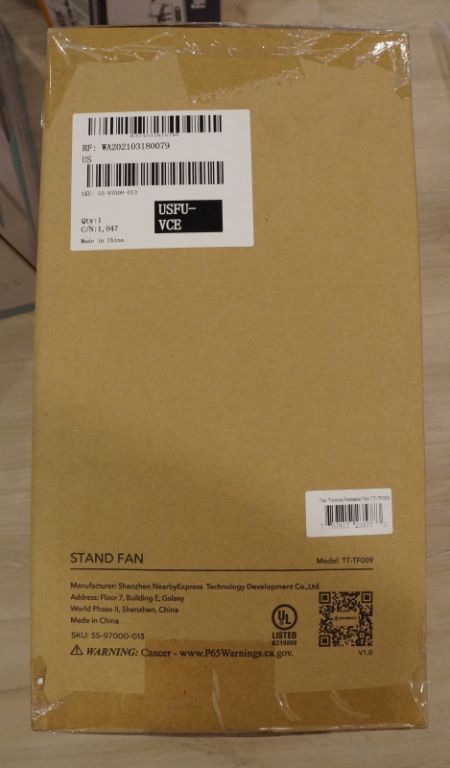 RF: WA202103180079
US
SKU: 55-97000-013
Qty:1
C/N:1,047
Made in China
USFU-
VCE
STAND FAN
Model: TT-TF009
Manufacturer: Shenzhen NearbyExpress Technology Development Co.,Ltd.
Address: Floor 7, Building E, Galaxy
World Phase II, Shenzhen, China
Made in China
SKU: 55-97000-013
UL
LISTED
V1.0
WARNING: Cancer - www.P65Warnings.ca.gov.